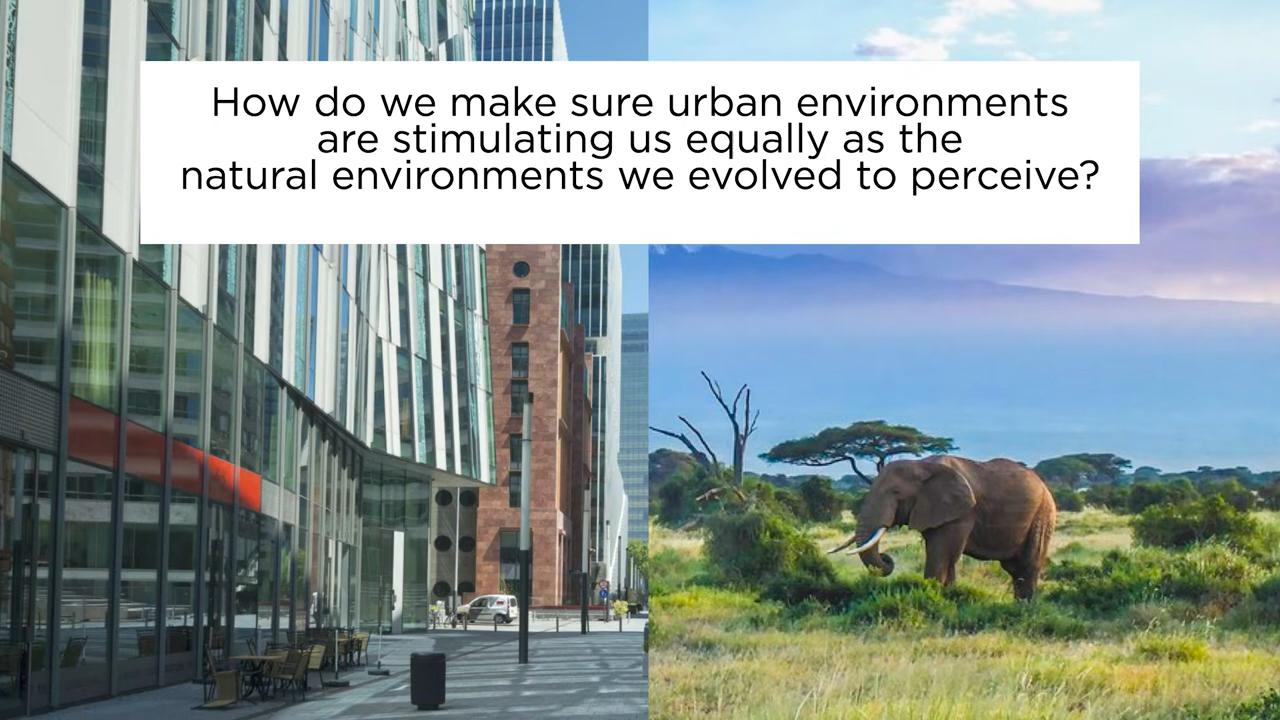 How do we make sure urban environments
are stimulating us equally as the
natural environments we evolved to perceive?